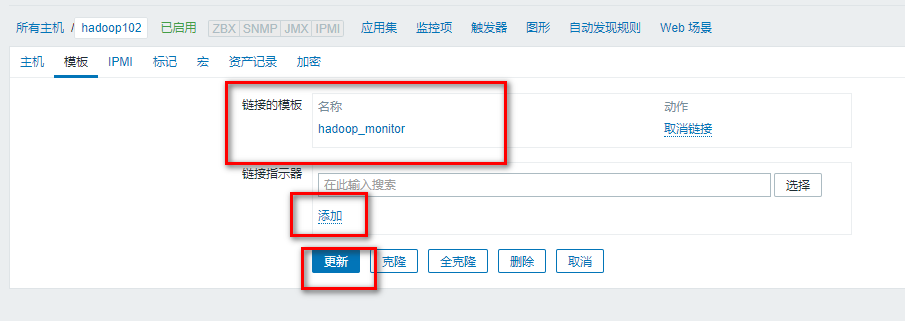 所有主机 / hadoop102 已启用 ZBX SNMP JMX IPMI 应用集 监控项 触发器 图形 自动发现规则 Web 场景
主机 模板 IPMI 标记 宏 资产记录 加密
链接的模板 名称 动作
hadoop_monitor 取消链接
链接指示器
在此输入搜索 选择
添加
更新 克隆 全克隆 删除 取消